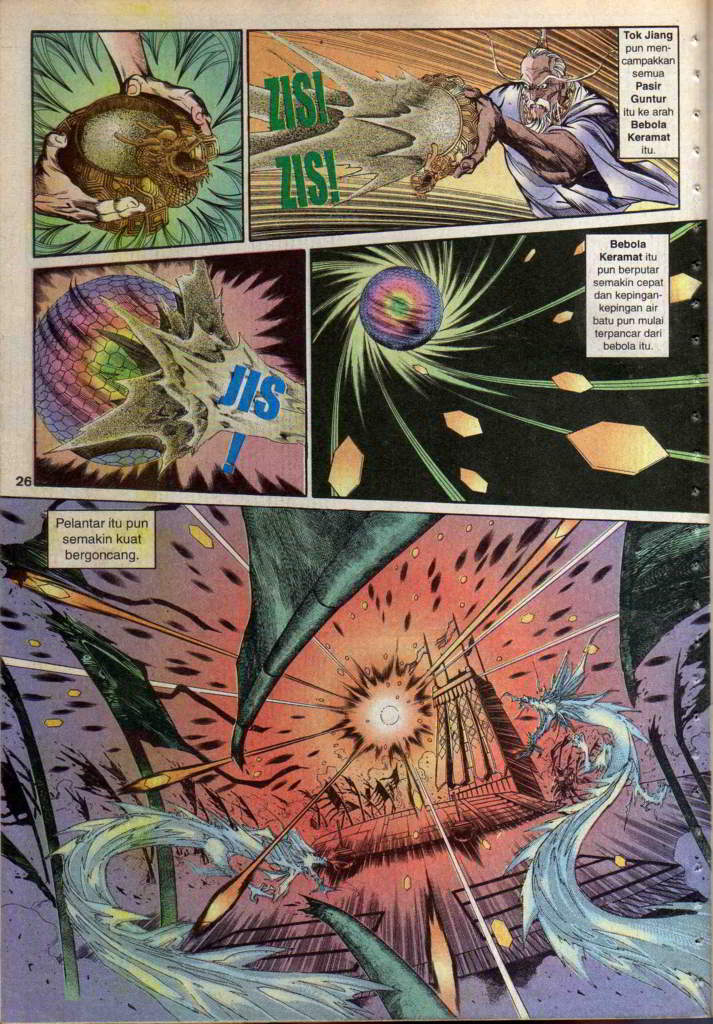 ZIS!
ZIS!
Tok Jiang
pun men-
campakkan
semua
Pasir
Guntur
itu ke arah
Bebola
Keramat
itu.
JIS
!
Bebola
Keramat itu
pun berputar
semakin cepat
dan kepingan-
kepingan air
batu pun mulai
terpancar dari
bebola itu.
26
Pelantar itu pun
semakin kuat
bergoncang.